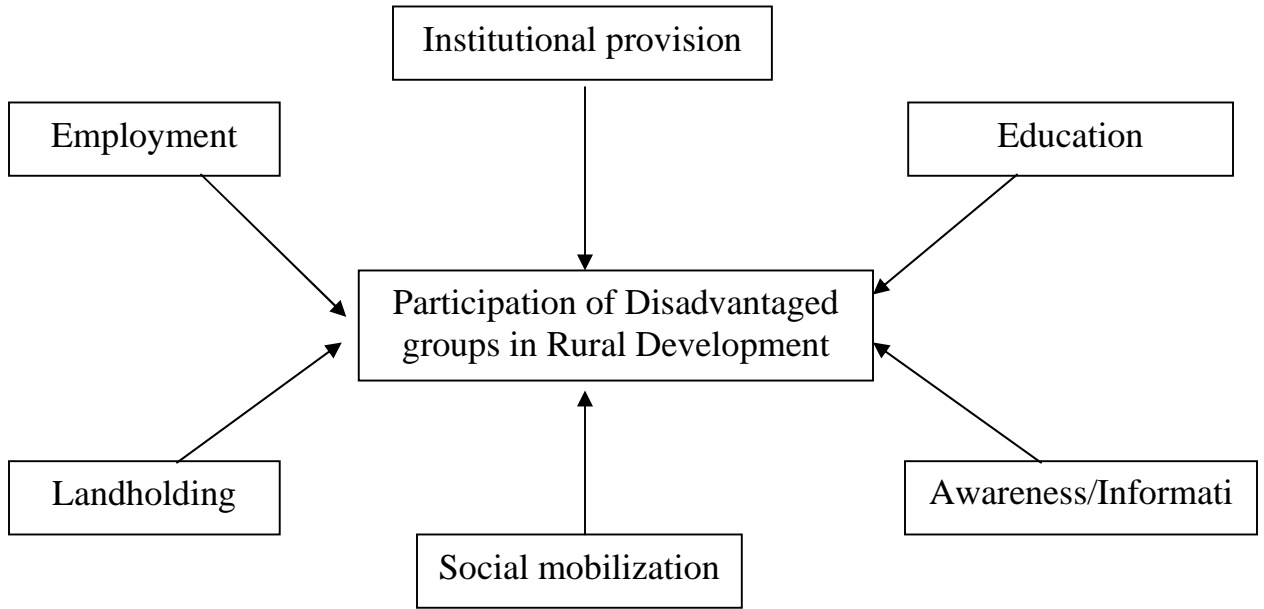 Institutional provision
Employment
Education
Participation of Disadvantaged
groups in Rural Development
Landholding
Awareness/Informati
Social mobilization